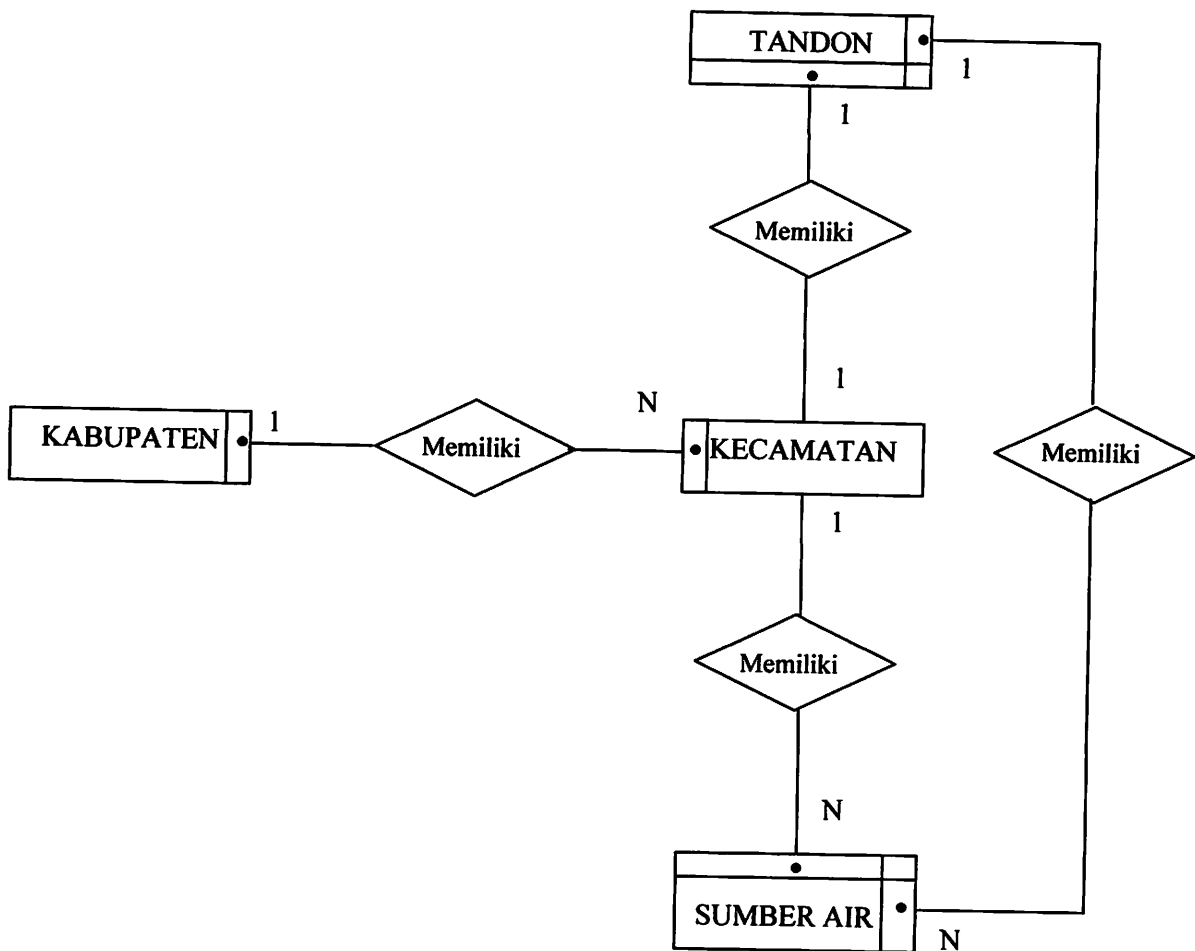 TANDON
1
1
Memiliki
1
N
KABUPATEN
1
Memiliki
KECAMATAN
Memiliki
1
Memiliki
N
SUMBER AIR
N